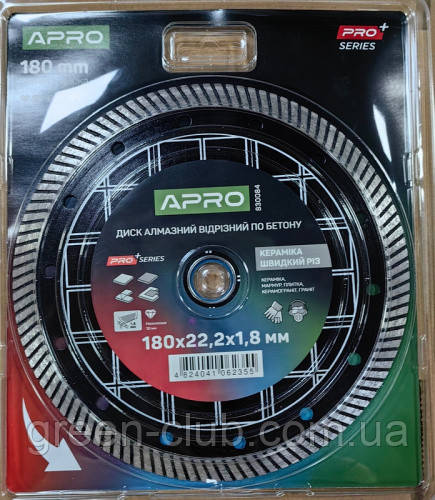 APRO
PRO+
SERIES
180 mm
APRO
830084
ДИСК АЛМАЗНИЙ ВІДРІЗНИЙ ПО БЕТОНУ
PRO+ SERIES
КЕРАМІКА
ШВИДКИЙ РІЗ
КЕРАМІКА,
МАРМУР, ПЛИТКА,
КЕРАМОГРАНІТ, ГРАНІТ
180x22,2x1,8 мм
4 824041 062355
green-club.com.ua